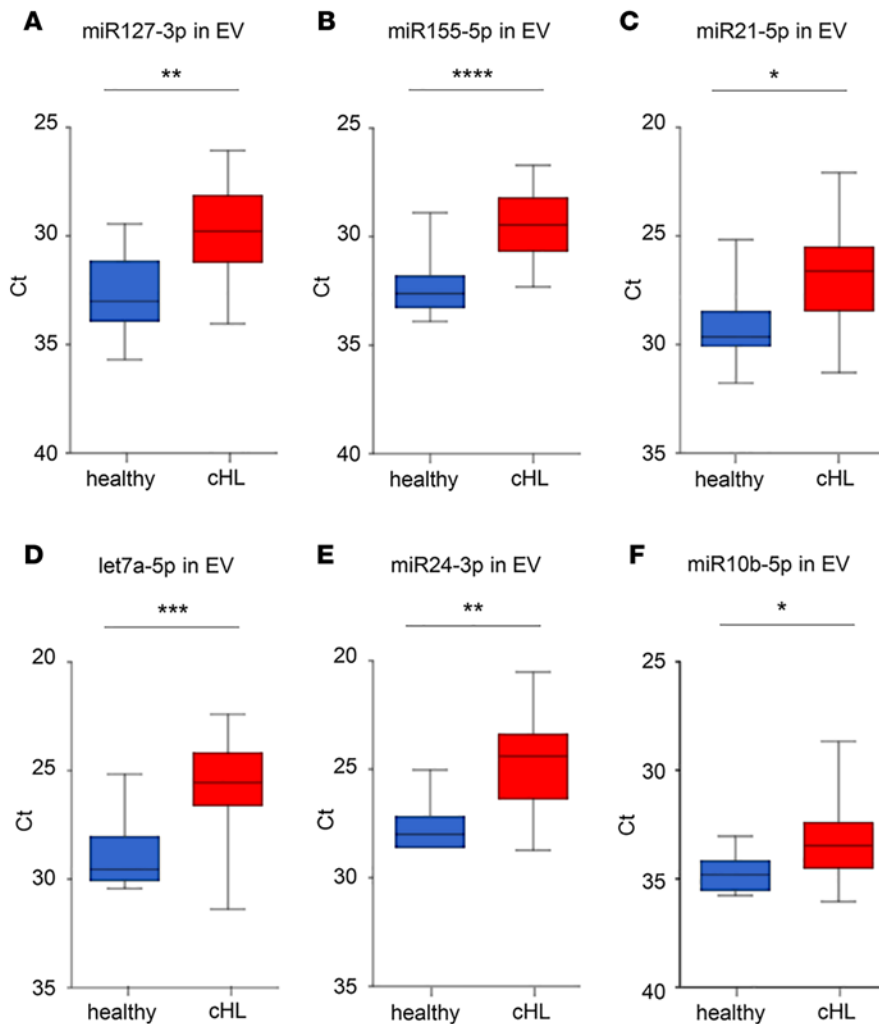 A miR127-3p in EV
**
25
30
35
40
Ct
healthy cHL
B miR155-5p in EV
****
25
30
35
40
Ct
healthy cHL
C miR21-5p in EV
*
20
25
30
35
Ct
healthy cHL
D let7a-5p in EV
***
20
25
30
35
Ct
healthy cHL
E miR24-3p in EV
**
20
25
30
35
Ct
healthy cHL
F miR10b-5p in EV
*
25
30
35
40
Ct
healthy cHL